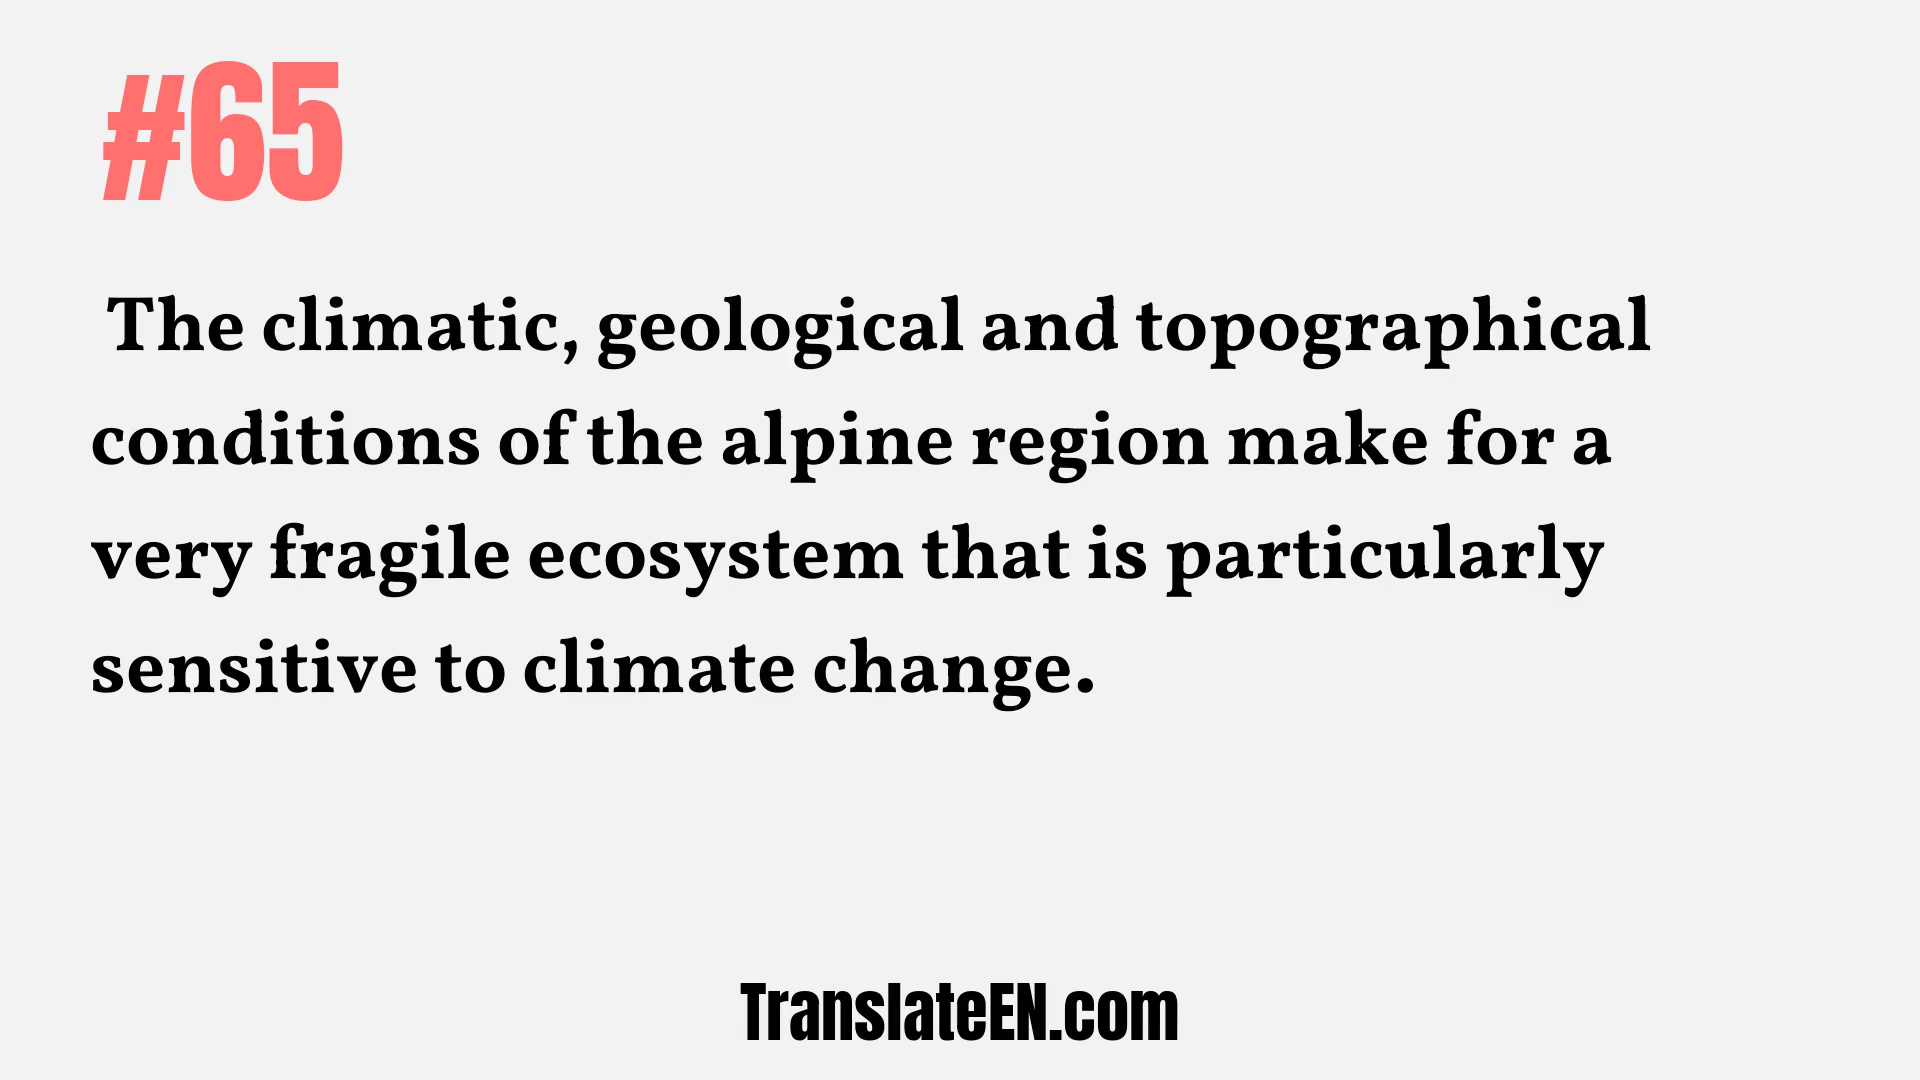 #65
The climatic, geological and topographical
conditions of the alpine region make for a
very fragile ecosystem that is particularly
sensitive to climate change.
TranslateEN.com